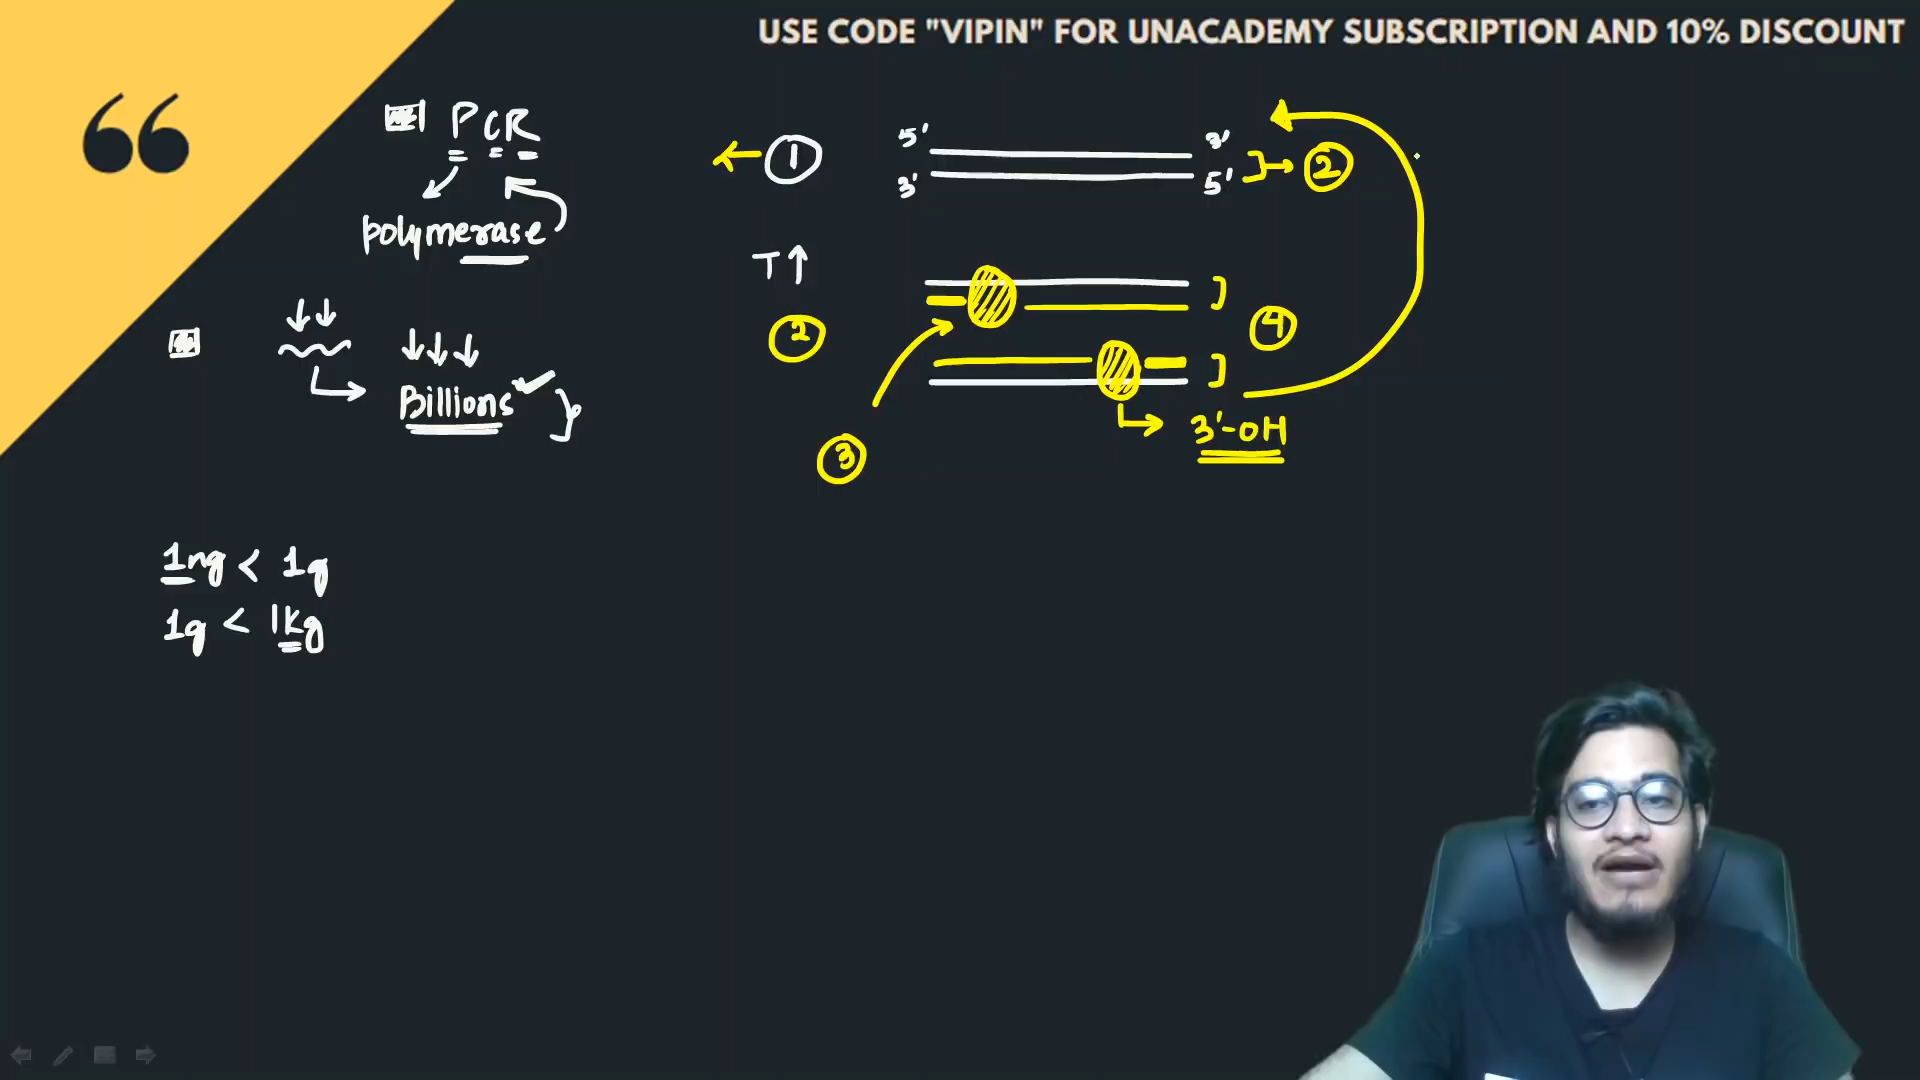 USE CODE "VIPIN" FOR UNACADEMY SUBSCRIPTION AND 10% DISCOUNT
PCR
polymerase
Billions
1ng < 1g
1g < 1kg
1
5' 3'
3' 5'
2
T↑
2
4
3
3'-OH